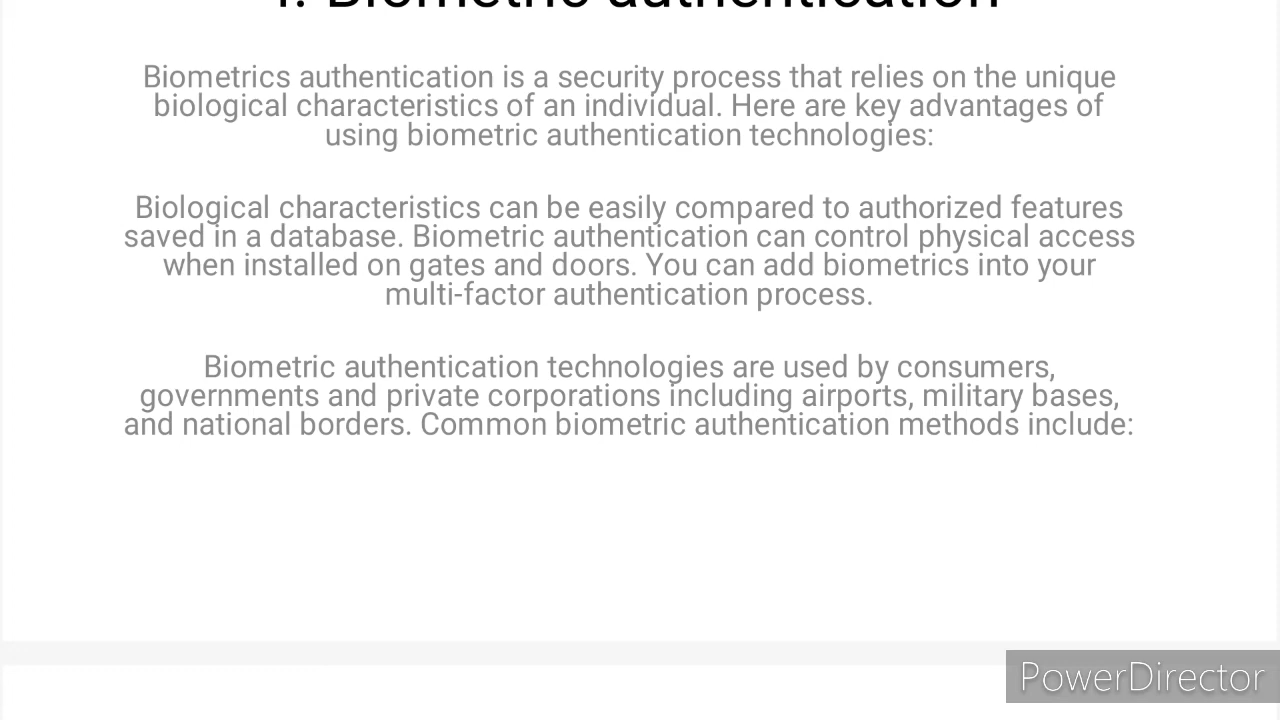 Biometric authentication
Biometrics authentication is a security process that relies on the unique
biological characteristics of an individual. Here are key advantages of
using biometric authentication technologies:
Biological characteristics can be easily compared to authorized features
saved in a database. Biometric authentication can control physical access
when installed on gates and doors. You can add biometrics into your
multi-factor authentication process.
Biometric authentication technologies are used by consumers,
governments and private corporations including airports, military bases,
and national borders. Common biometric authentication methods include:
PowerDirector